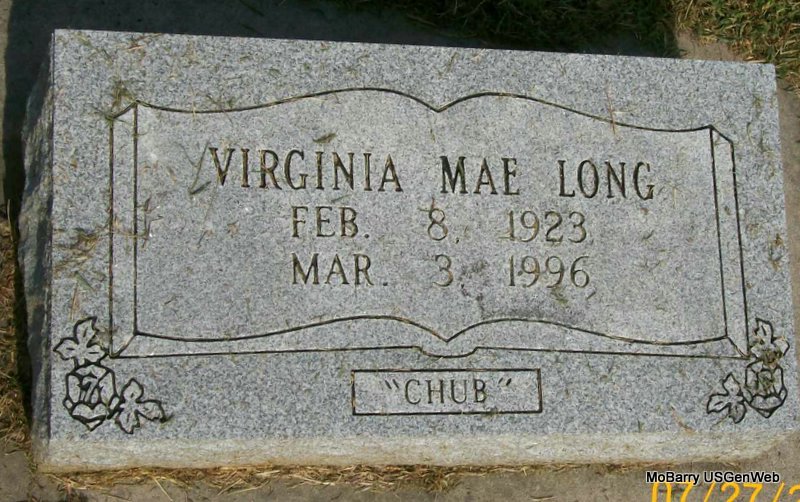 VIRGINIA MAE LONG
FEB. 8, 1923
MAR. 3, 1996
"CHUB"
MoBarry USGenWeb